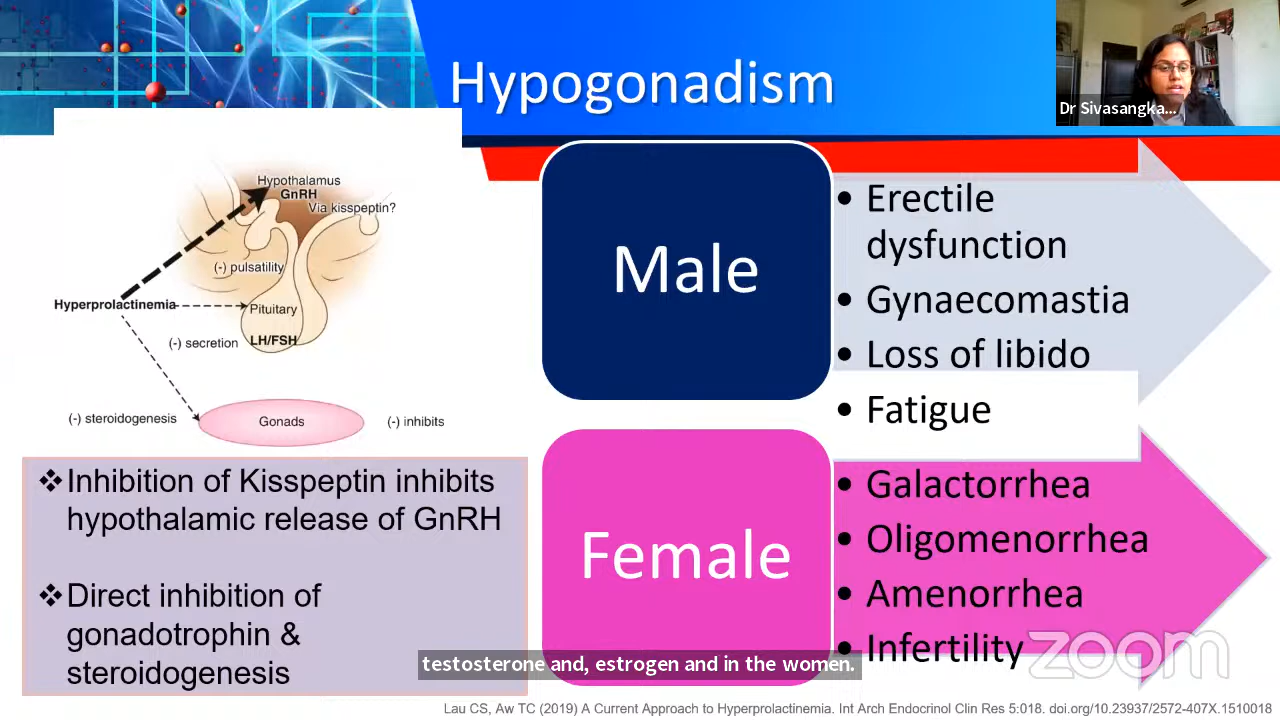 Hypogonadism
Dr Sivasangka...
Hypothalamus
GnRH
Via kisspeptin?
(-) pulsatility
Hyperprolactinemia
Pituitary
(-) secretion
LH/FSH
(-) steroidogenesis
Gonads
(-) inhibits
❖Inhibition of Kisspeptin inhibits
hypothalamic release of GnRH
❖Direct inhibition of
gonadotrophin &
steroidogenesis
Male
• Erectile
dysfunction
• Gynaecomastia
• Loss of libido
• Fatigue
Female
• Galactorrhea
• Oligomenorrhea
• Amenorrhea
• Infertility
zoom
testosterone and, estrogen and in the women.
Lau CS, Aw TC (2019) A Current Approach to Hyperprolactinemia. Int Arch Endocrinol Clin Res 5:018. doi.org/10.23937/2572-407X.1510018